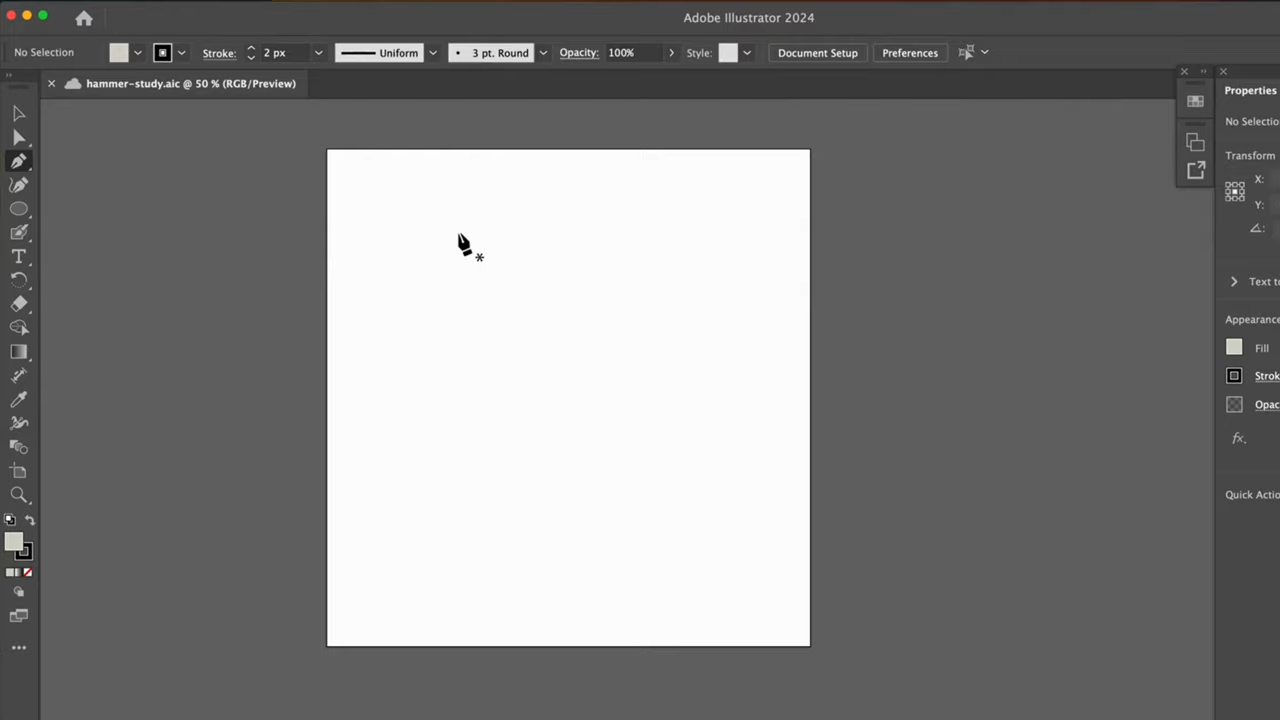 Adobe Illustrator 2024
No Selection Stroke: 2 px Uniform 3 pt. Round Opacity: 100% Style: Document Setup Preferences
hammer-study.aic @ 50 % (RGB/Preview)
Properties
No Selectio
Transform
X:
Y:
Text to
Appearance
Fill
Strok
Opac
fx.
Quick Actio